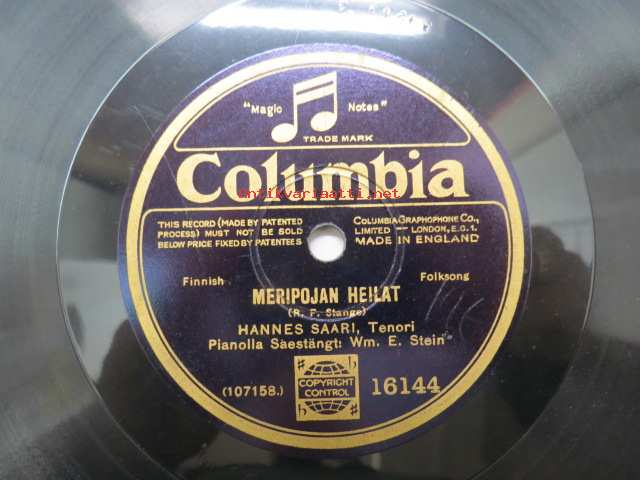 "Magic Notes"
TRADE MARK
Columbia
antikvariaatti.net
THIS RECORD (MADE BY PATENTED
PROCESS) MUST NOT BE SOLD
BELOW PRICE FIXED BY PATENTEES
COLUMBIA GRAPHOPHONE CO.,
LIMITED — LONDON, E.C.1.
MADE IN ENGLAND
Finnish Folksong
MERIPOJAN HEILAT
(R. F. Stange)
HANNES SAARI, Tenori
Pianolla Säestängt: Wm. E. Stein
(107158.)
COPYRIGHT
CONTROL
16144